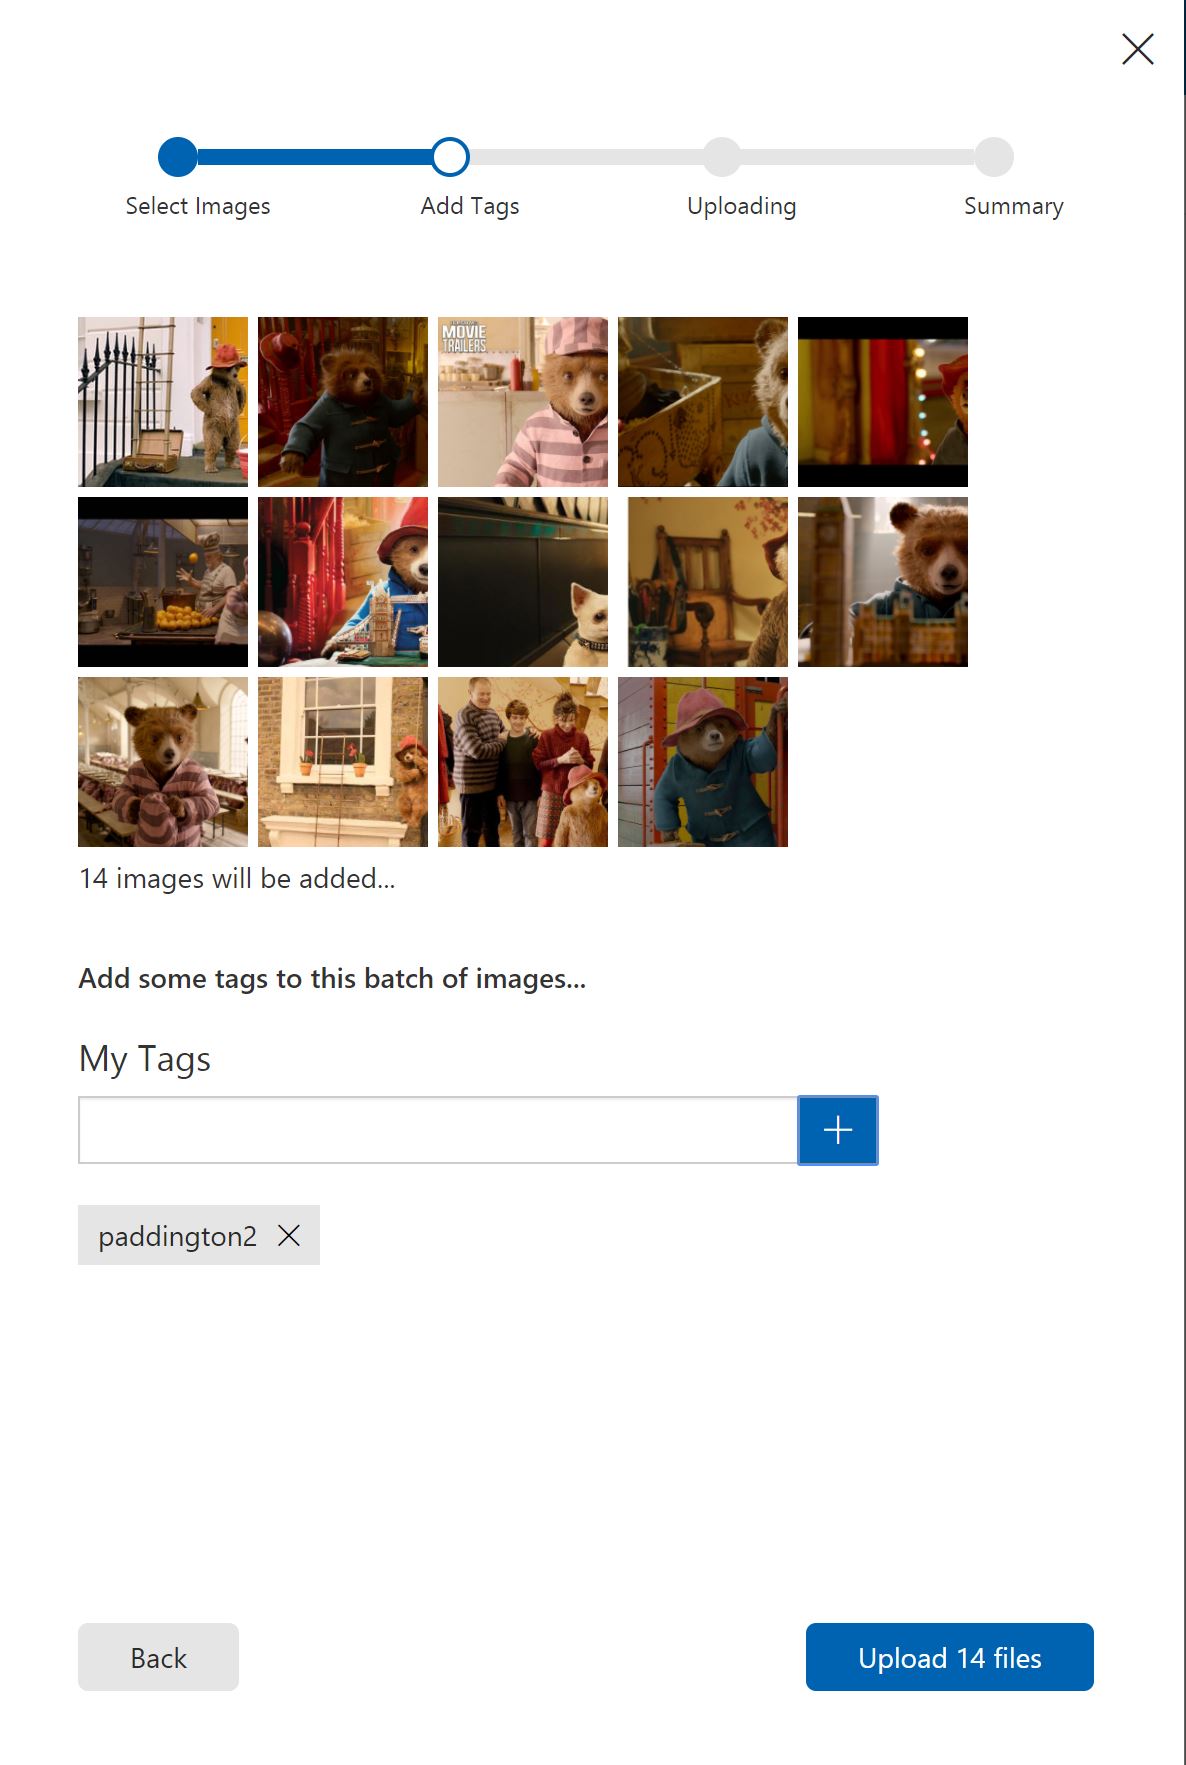 Select Images
Add Tags
Uploading
Summary
MOVIE
TRAILERS
14 images will be added...
Add some tags to this batch of images...
My Tags
paddington2
Back
Upload 14 files